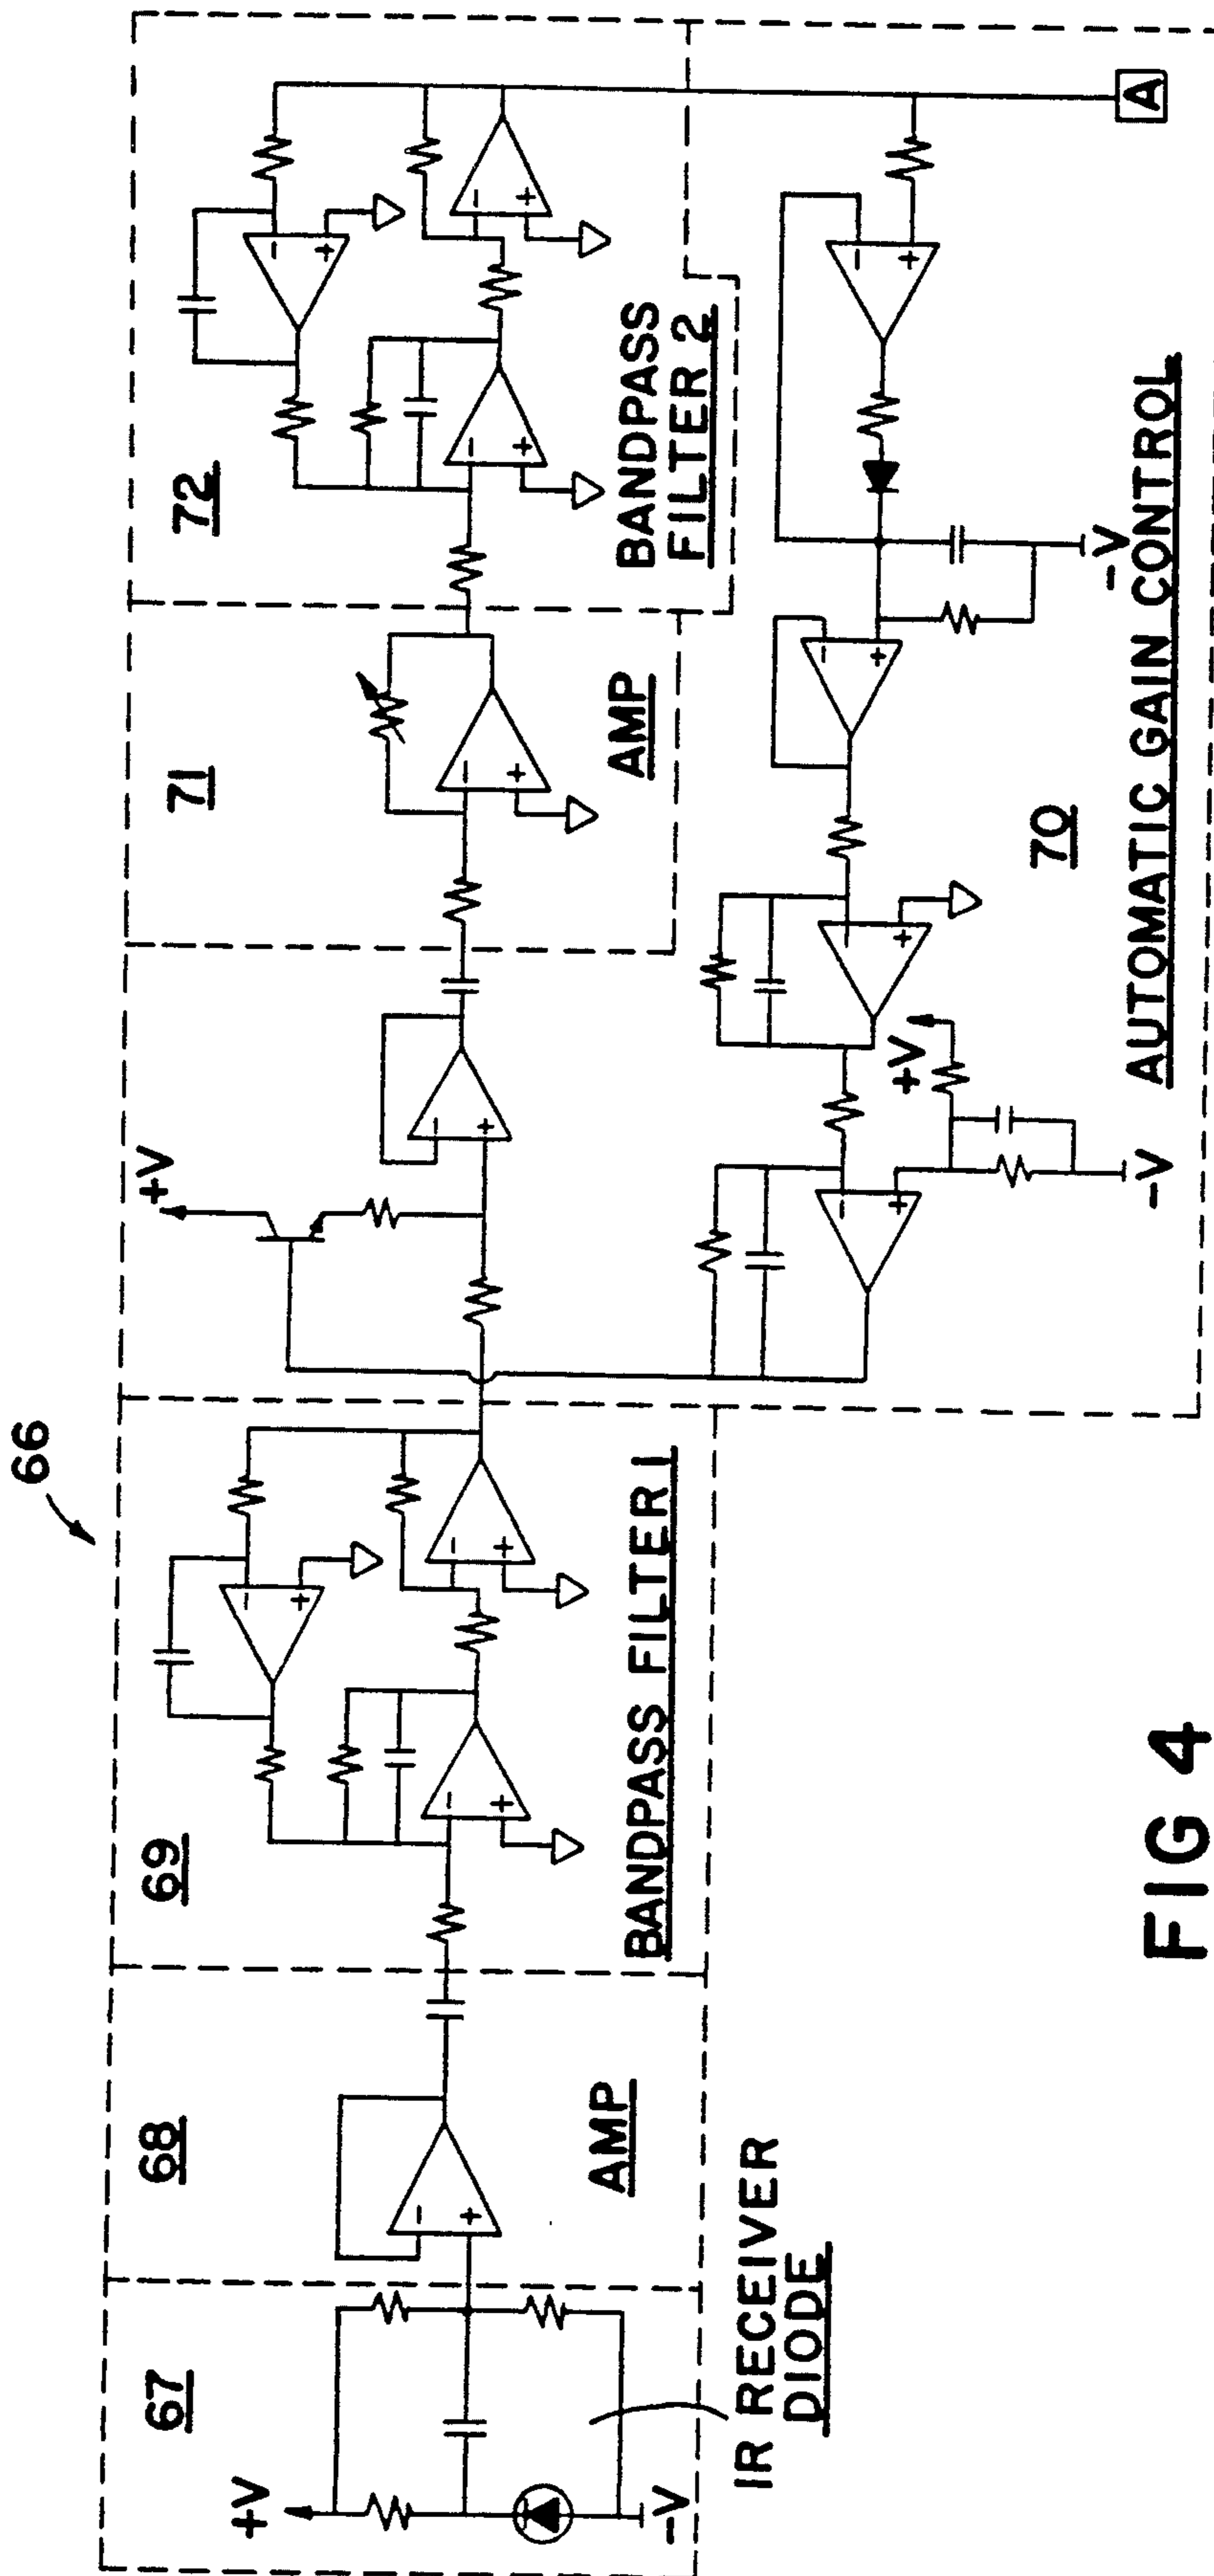 66
67
68
69
71
72
+V
-V
IR RECEIVER
DIODE
AMP
BANDPASS FILTER 1
+V
AMP
BANDPASS
FILTER 2
+V
-V
70
-V
AUTOMATIC GAIN CONTROL
A
FIG 4